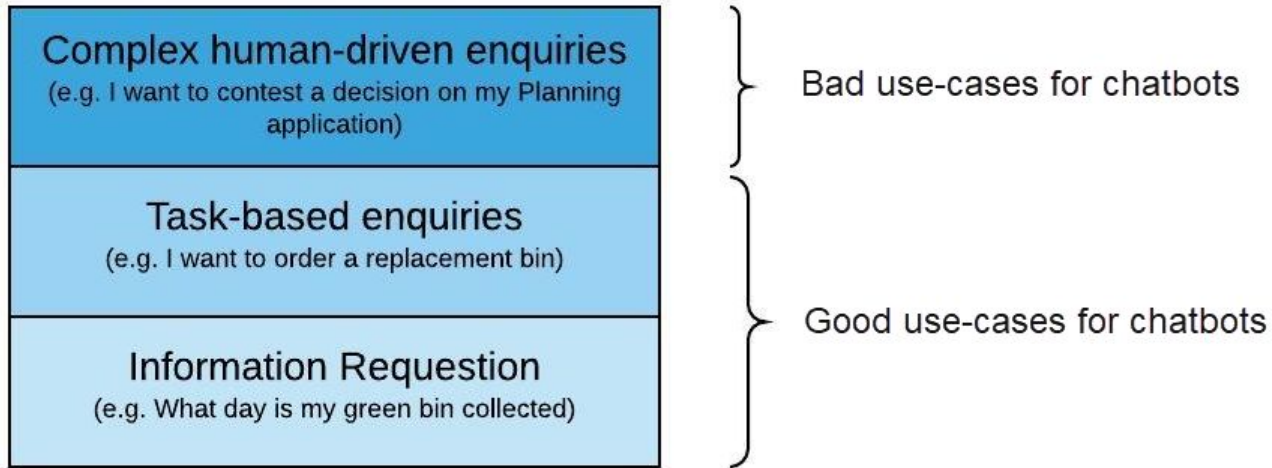 Complex human-driven enquiries
(e.g. I want to contest a decision on my Planning
application)
Bad use-cases for chatbots
Task-based enquiries
(e.g. I want to order a replacement bin)
Information Requestion
(e.g. What day is my green bin collected)
Good use-cases for chatbots